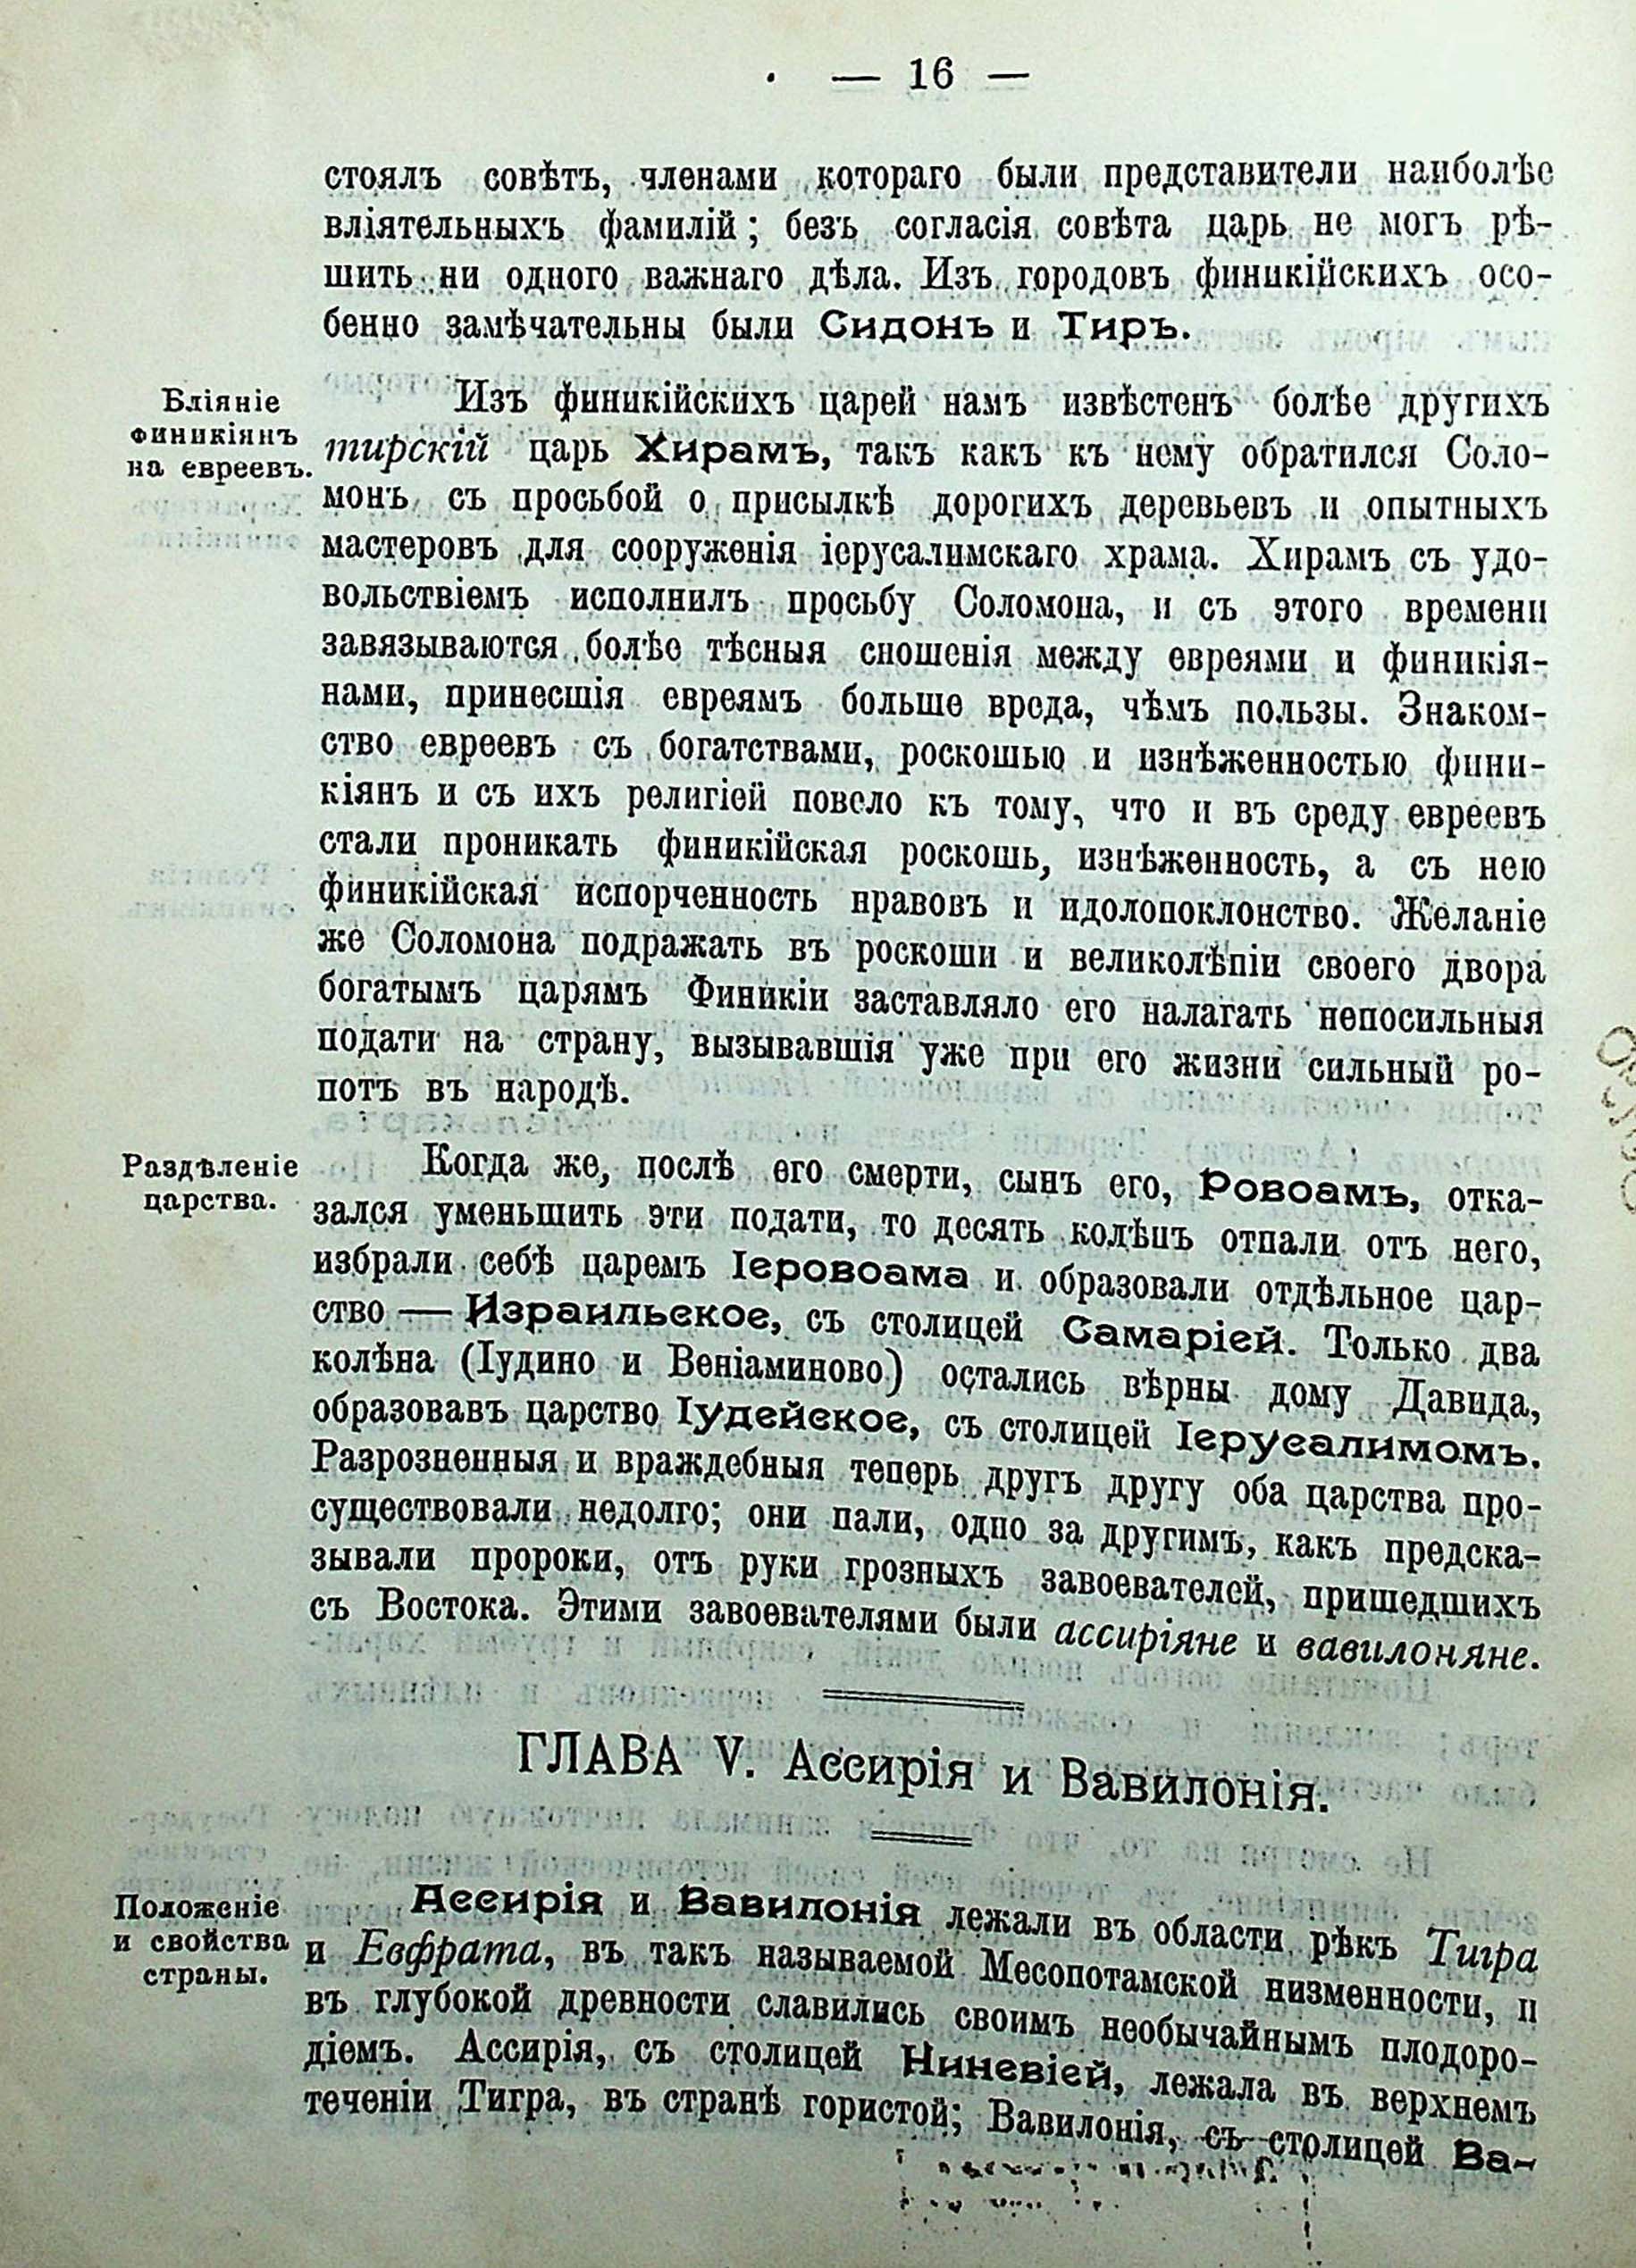 — 16 —
стоялъ совѣтъ, членами котораго были представители наиболѣе
вліятельныхъ фамилій; безъ согласія совѣта царь не могъ рѣ-
шить ни одного важнаго дѣла. Изъ городовъ финикійскихъ осо-
бенно замѣчательны были Сидонъ и Тиръ.
Вліяніе
финикіянъ
на евреевъ.
Изъ финикійскихъ царей намъ извѣстенъ болѣе другихъ
тирскій царь Хирамъ, такъ какъ къ нему обратился Соло-
монъ съ просьбой о присылкѣ дорогихъ деревьевъ и опытныхъ
мастеровъ для сооруженія іерусалимскаго храма. Хирамъ съ удо-
вольствіемъ исполнилъ просьбу Соломона, и съ этого времени
завязываются болѣе тѣсныя сношенія между евреями и финикія-
нами, принесшія евреямъ больше вреда, чѣмъ пользы. Знаком-
ство евреевъ съ богатствами, роскошью и изнѣженностью фини-
кіянъ и съ ихъ религіей повело къ тому, что и въ среду евреевъ
стали проникать финикійская роскошь, изнѣженность, а съ нею
финикійская испорченность нравовъ и идолопоклонство. Желаніе
же Соломона подражать въ роскоши и великолѣпіи своего двора
богатымъ царямъ Финикіи заставляло его налагать непосильныя
подати на страну, вызывавшія уже при его жизни сильный ро-
потъ въ народѣ.
Раздѣленіе
царства.
Когда же, послѣ его смерти, сынъ его, Ровоамъ, отка-
зался уменьшить эти подати, то десять колѣнъ отпали отъ него,
избрали себѣ царемъ Іеровоама и образовали отдѣльное цар-
ство — Израильское, съ столицей Самаріей. Только два
колѣна (Іудино и Веніаминово) остались вѣрны дому Давида,
образовавъ царство Іудейское, съ столицей Іерусалимомъ.
Разрозненныя и враждебныя теперь другъ другу оба царства про-
существовали недолго; они пали, одно за другимъ, какъ предска-
зывали пророки, отъ руки грозныхъ завоевателей, пришедшихъ
съ Востока. Этими завоевателями были ассиріяне и вавилоняне.
ГЛАВА V. Ассирія и Вавилонія.
Положеніе
и свойства
страны.
Ассирія и Вавилонія лежали въ области рѣкъ Тигра
и Евфрата, въ такъ называемой Месопотамской низменности, и
въ глубокой древности славились своимъ необычайнымъ плодоро-
діемъ. Ассирія, съ столицей Ниневіей, лежала въ верхнемъ
теченіи Тигра, въ странѣ гористой; Вавилонія, съ столицей Ва-